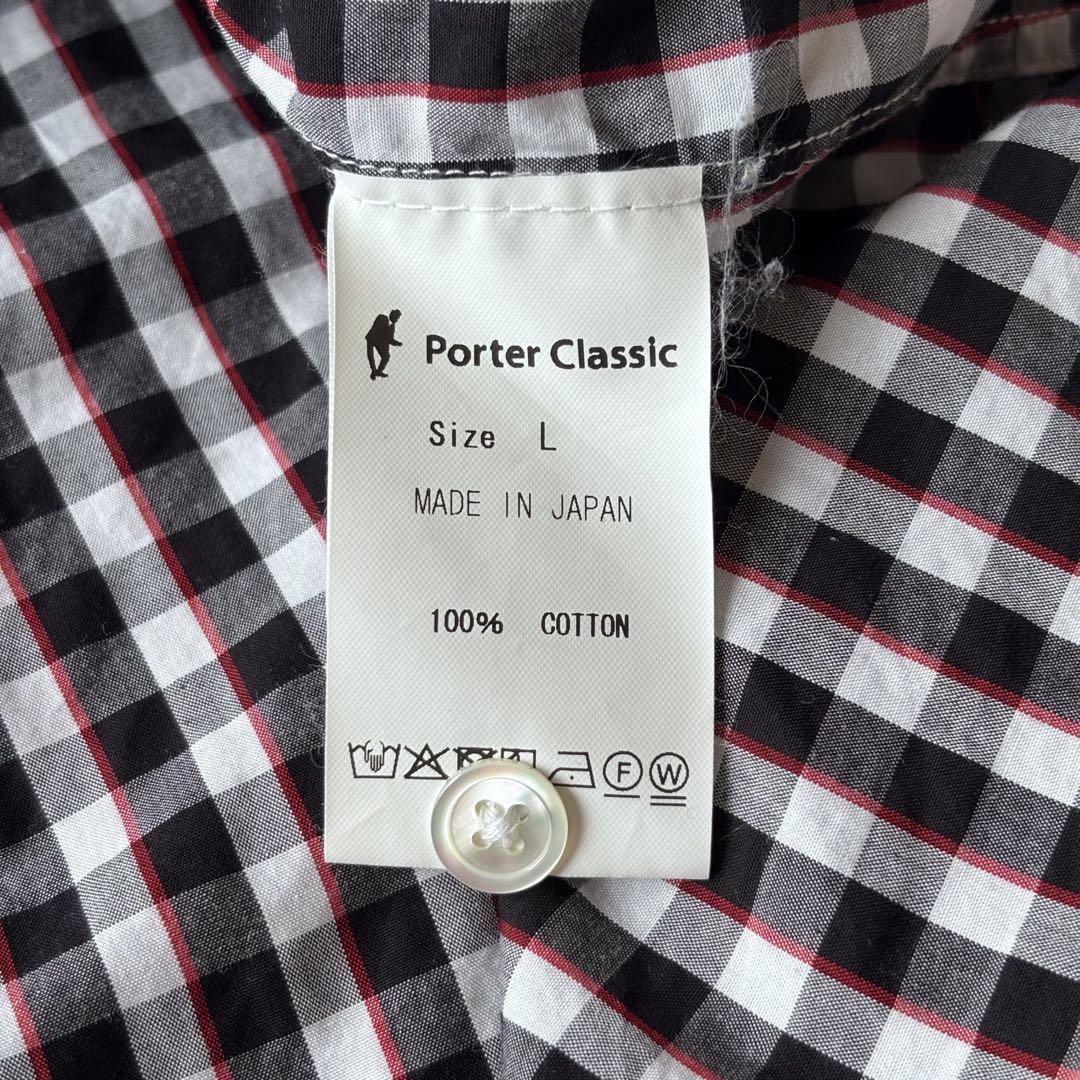 Porter Classic
Size L
MADE IN JAPAN
100% COTTON
F W